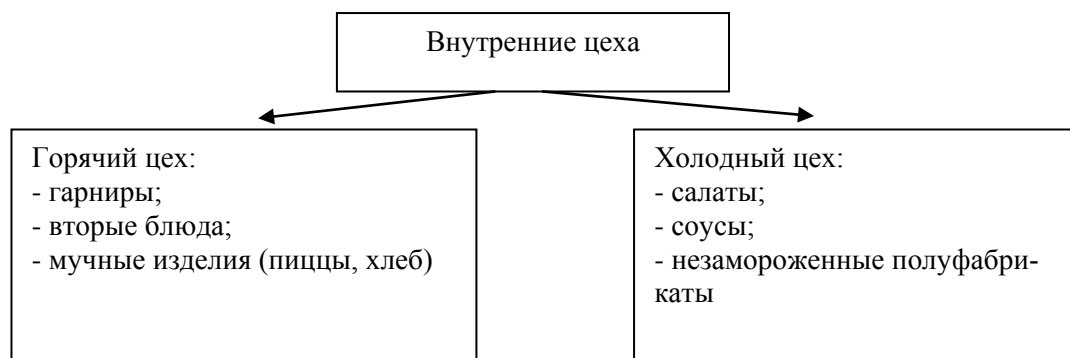 Внутренние цеха
Горячий цех:
- гарниры;
- вторые блюда;
- мучные изделия (пиццы, хлеб)
Холодный цех:
- салаты;
- соусы;
- незамороженные полуфабри-
каты